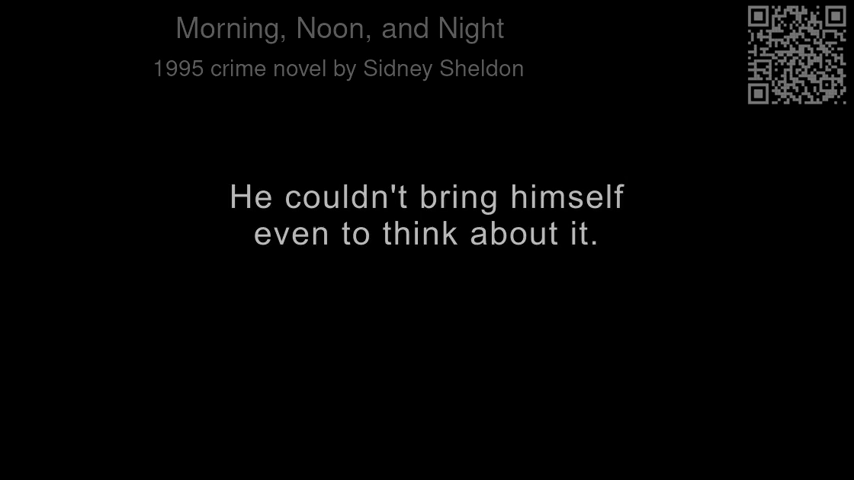 Morning, Noon, and Night
1995 crime novel by Sidney Sheldon
He couldn't bring himself
even to think about it.